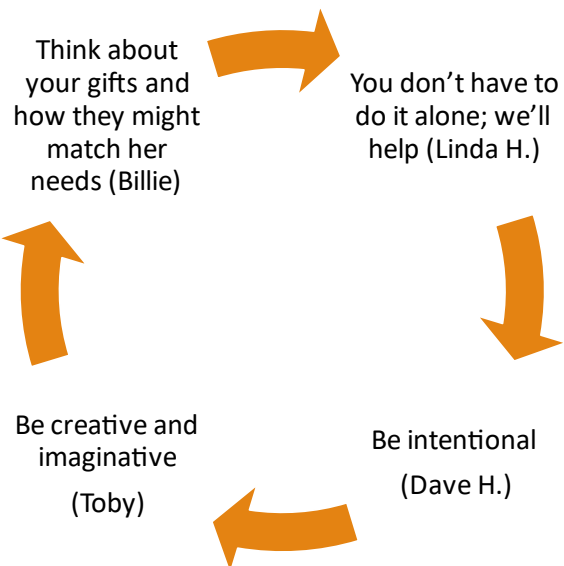 Think about
your gifts and
how they might
match her
needs (Billie)
You don’t have to
do it alone; we’ll
help (Linda H.)
Be intentional
(Dave H.)
Be creative and
imaginative
(Toby)